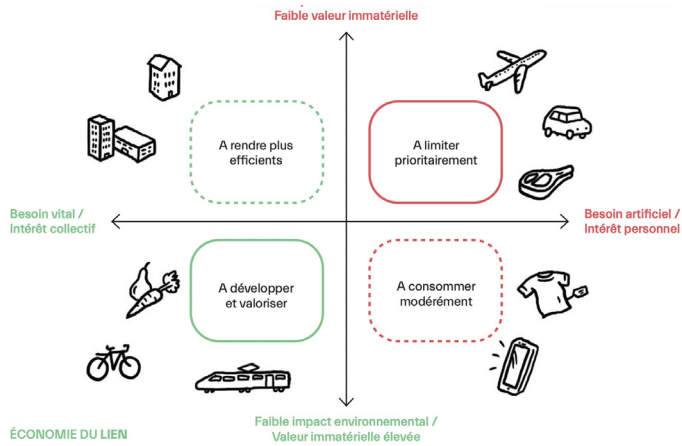 Faible valeur immatérielle
A rendre plus
efficients
A limiter
prioritairement
Besoin vital /
Intérêt collectif
Besoin artificiel /
Intérêt personnel
A développer
et valoriser
A consommer
modérément
Faible impact environnemental /
Valeur immatérielle élevée
ÉCONOMIE DU LIEN